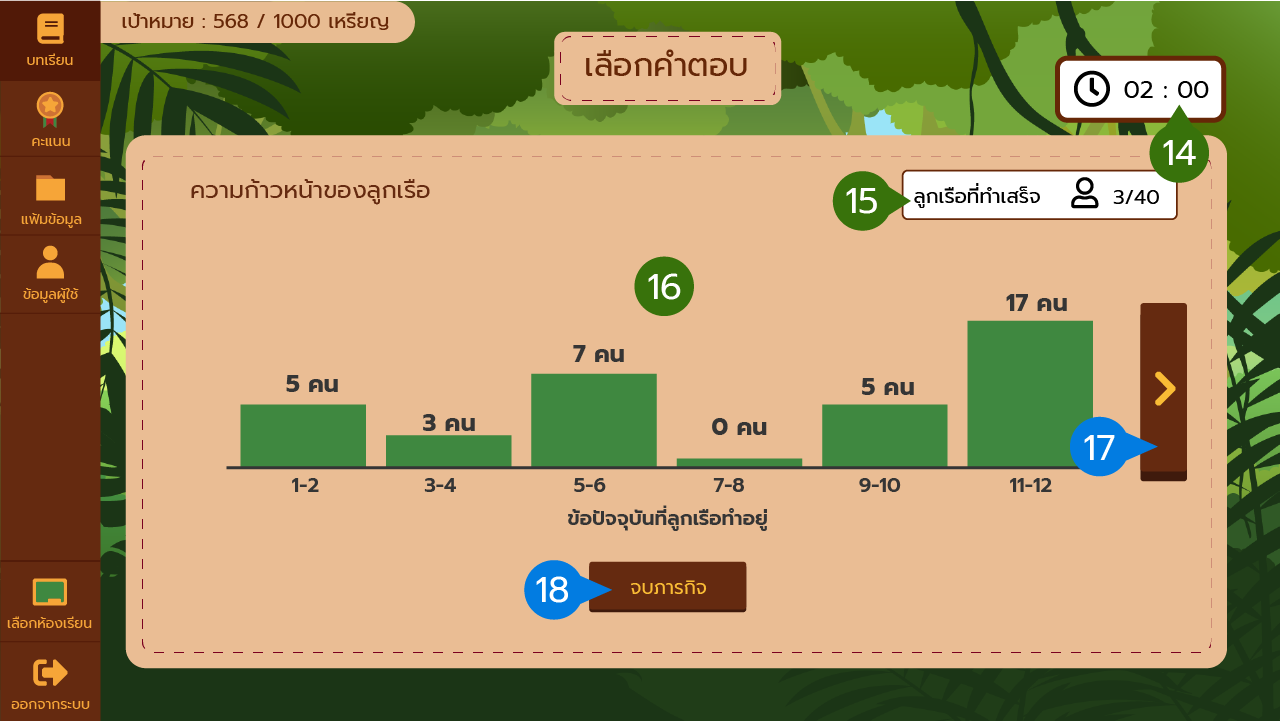 เป้าหมาย : 568 / 1000 เหรียญ
บทเรียน
คะแนน
แฟ้มข้อมูล
ข้อมูลผู้ใช้
เลือกห้องเรียน
ออกจากระบบ
เลือกคำตอบ
02 : 00
14
ความก้าวหน้าของลูกเรือ
15
ลูกเรือที่ทำเสร็จ 3/40
16
5 คน 3 คน 7 คน 0 คน 5 คน 17 คน
17
1-2 3-4 5-6 7-8 9-10 11-12
ข้อปัจจุบันที่ลูกเรือทำอยู่
18
จบภารกิจ